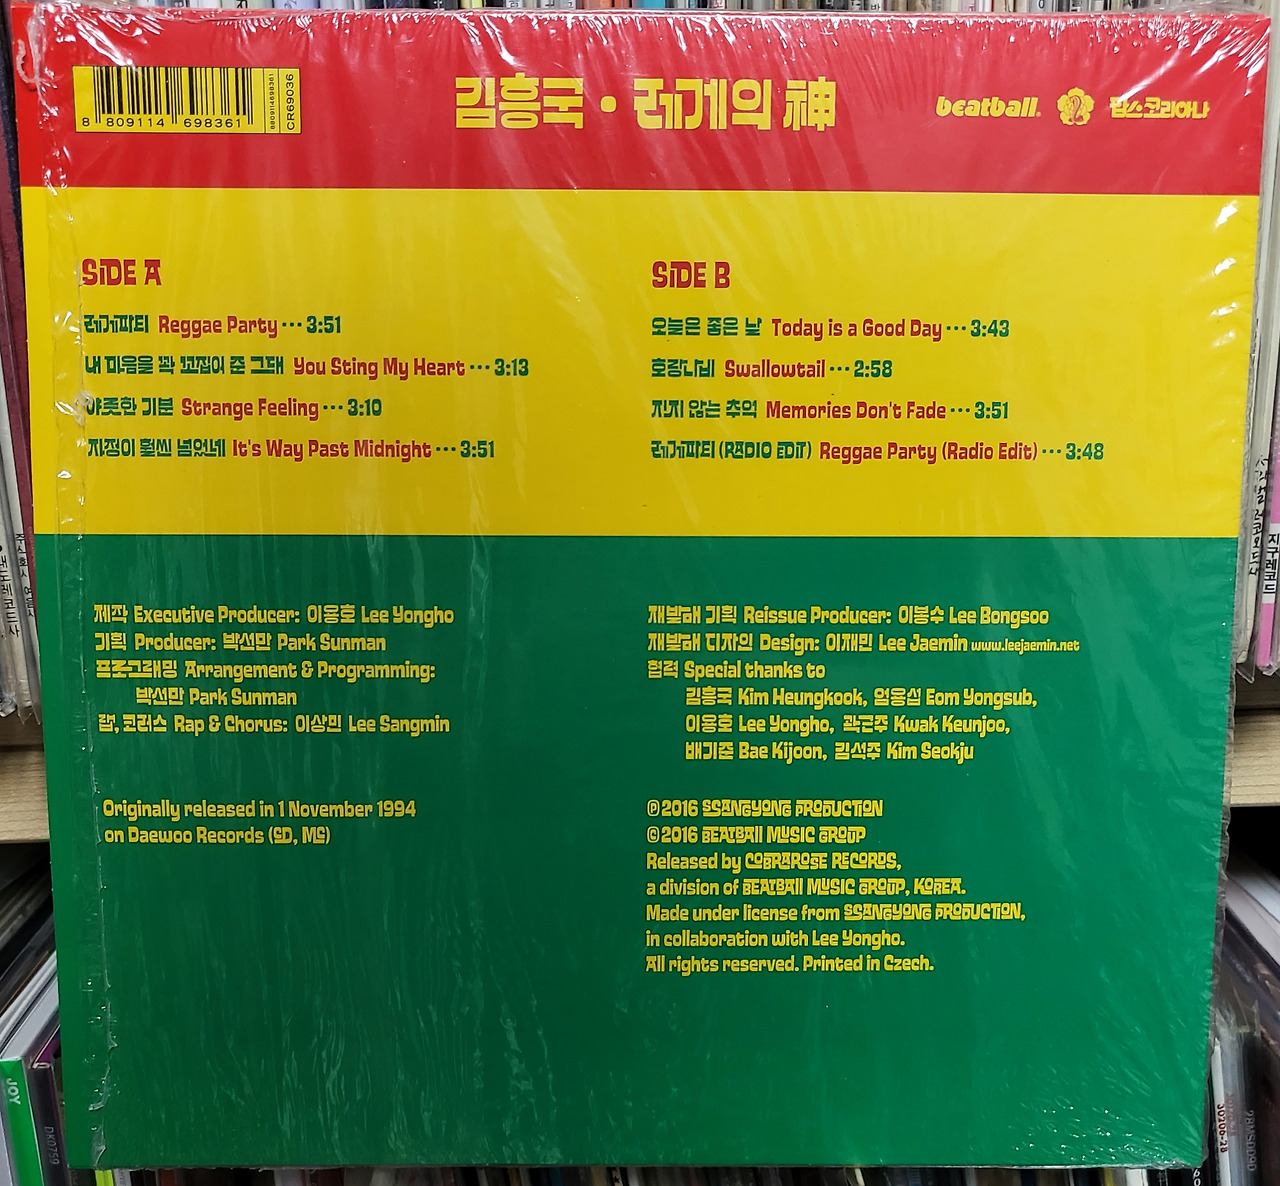 8 809114 698361
8809114698361
CR69036
김흥국 • 레게의 神
beatball.
팝스코리아나
SiDE A
레게파티 Reggae Party ··· 3:51
내 마음을 꽉 꼬집어 준 그대 You Sting My Heart ··· 3:13
야릇한 기분 Strange Feeling ··· 3:10
자정이 훨씬 넘었네 It's Way Past Midnight ··· 3:51
SiDE B
오늘은 좋은 날 Today is a Good Day ··· 3:43
호랑나비 Swallowtail ··· 2:58
지지 않는 추억 Memories Don't Fade ··· 3:51
레게파티 (RADIO EDIT) Reggae Party (Radio Edit) ··· 3:48
제작 Executive Producer: 이용호 Lee Yongho
기획 Producer: 박선만 Park Sunman
프로그래밍 Arrangement & Programming:
박선만 Park Sunman
랩, 코러스 Rap & Chorus: 이상민 Lee Sangmin
Originally released in 1 November 1994
on Daewoo Records (CD, MC)
재발매 기획 Reissue Producer: 이봉수 Lee Bongsoo
재발매 디자인 Design: 이재민 Lee Jaemin www.leejaemin.net
협력 Special thanks to
김흥국 Kim Heungkook, 엄용섭 Eom Yongsub,
이용호 Lee Yongho, 곽근주 Kwak Keunjoo,
배기준 Bae Kijoon, 김석주 Kim Seokju
℗ 2016 SSANGYONG PRODUCTION
© 2016 BEATBALL MUSIC GROUP
Released by COBRAROSE RECORDS,
a division of BEATBALL MUSIC GROUP, KOREA.
Made under license from SSANGYONG PRODUCTION,
in collaboration with Lee Yongho.
All rights reserved. Printed in Czech.
지구레코드
JOY
DK0759